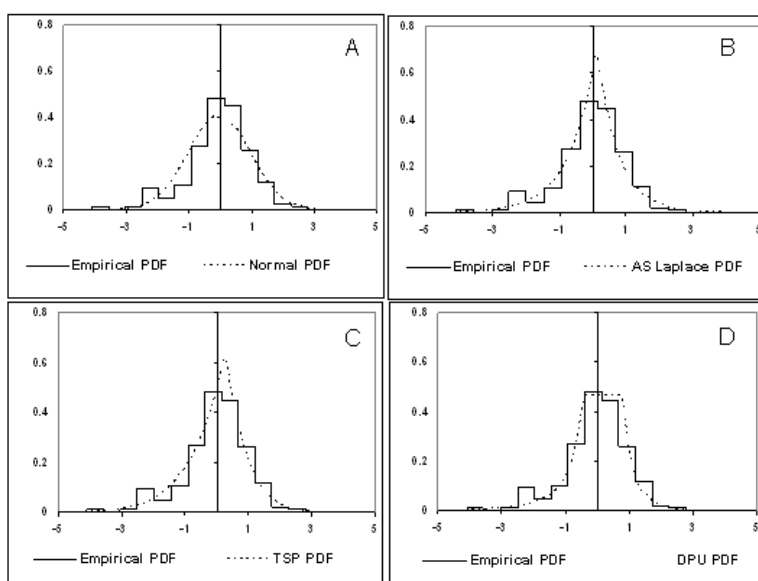 0.8
A
0.6
0.4
0.2
0
-5 -3 -1 1 3 5
Empirical PDF Normal PDF
0.8
B
0.6
0.4
0.2
0
-5 -3 -1 1 3 5
Empirical PDF AS Laplace PDF
0.8
C
0.6
0.4
0.2
0
-5 -3 -1 1 3 5
Empirical PDF TSP PDF
0.8
D
0.6
0.4
0.2
0
-5 -3 -1 1 3 5
Empirical PDF DPU PDF